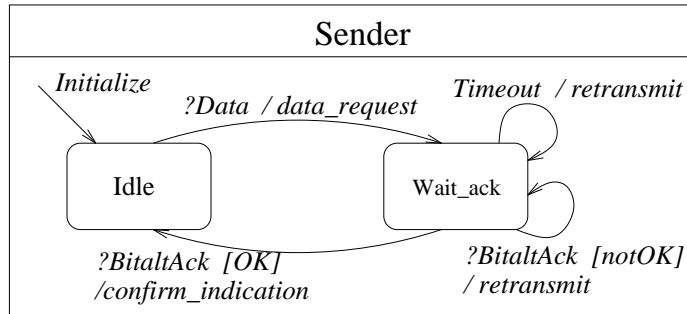 Sender
Initialize
?Data / data_request
Timeout / retransmit
Idle
Wait_ack
?BitaltAck [OK]
/confirm_indication
?BitaltAck [notOK]
/ retransmit